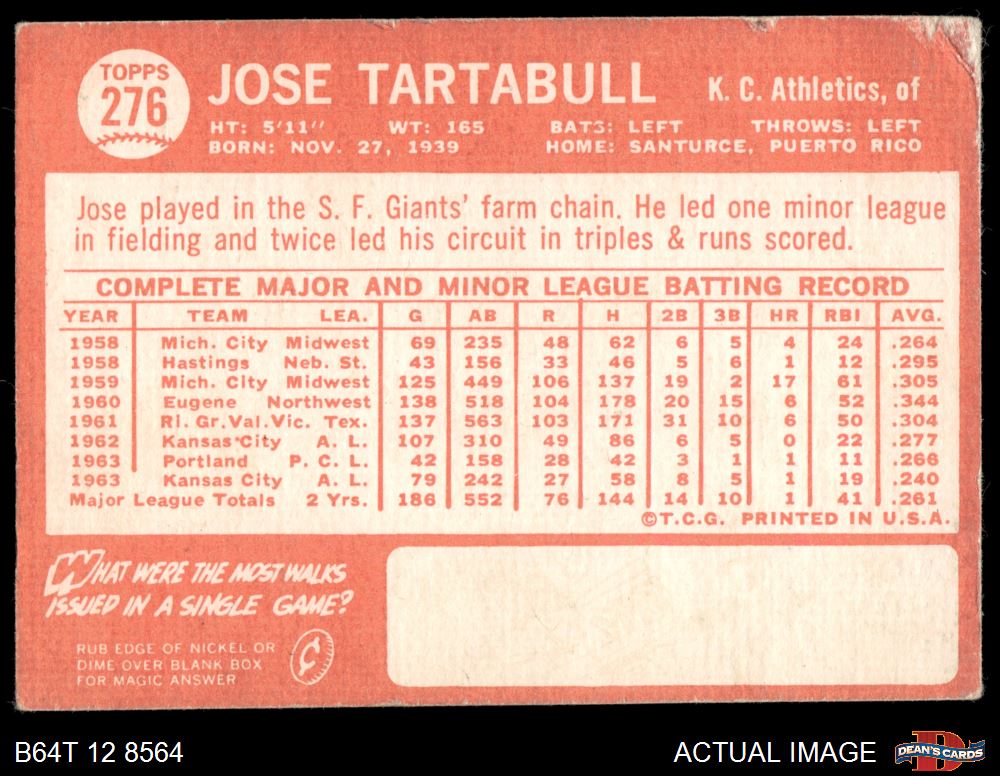 TOPPS
276
JOSE TARTABULL
K. C. Athletics, of
HT: 5'11" WT: 165 BATS: LEFT THROWS: LEFT
BORN: NOV. 27, 1939 HOME: SANTURCE, PUERTO RICO
Jose played in the S. F. Giants' farm chain. He led one minor league
in fielding and twice led his circuit in triples & runs scored.
COMPLETE MAJOR AND MINOR LEAGUE BATTING RECORD
YEAR TEAM LEA. G AB R H 2B 3B HR RBI AVG.
1958 Mich. City Midwest 69 235 48 62 6 5 4 24 .264
1958 Hastings Neb. St. 43 156 33 46 5 6 1 12 .295
1959 Mich. City Midwest 125 449 106 137 19 2 17 61 .305
1960 Eugene Northwest 138 518 104 178 20 15 6 52 .344
1961 Ri. Gr. Val. Vic. Tex. 137 563 103 171 31 10 6 50 .304
1962 Kansas City A. L. 107 310 49 86 6 5 0 22 .277
1963 Portland P. C. L. 42 158 28 42 3 1 1 11 .266
1963 Kansas City A. L. 79 242 27 58 8 5 1 19 .240
Major League Totals 2 Yrs. 186 552 76 144 14 10 1 41 .261
©T.C.G. PRINTED IN U.S.A.
WHAT WERE THE MOST WALKS
ISSUED IN A SINGLE GAME?
RUB EDGE OF NICKEL OR
DIME OVER BLANK BOX
FOR MAGIC ANSWER
¢
B64T 12 8564
ACTUAL IMAGE
DEAN'S CARDS